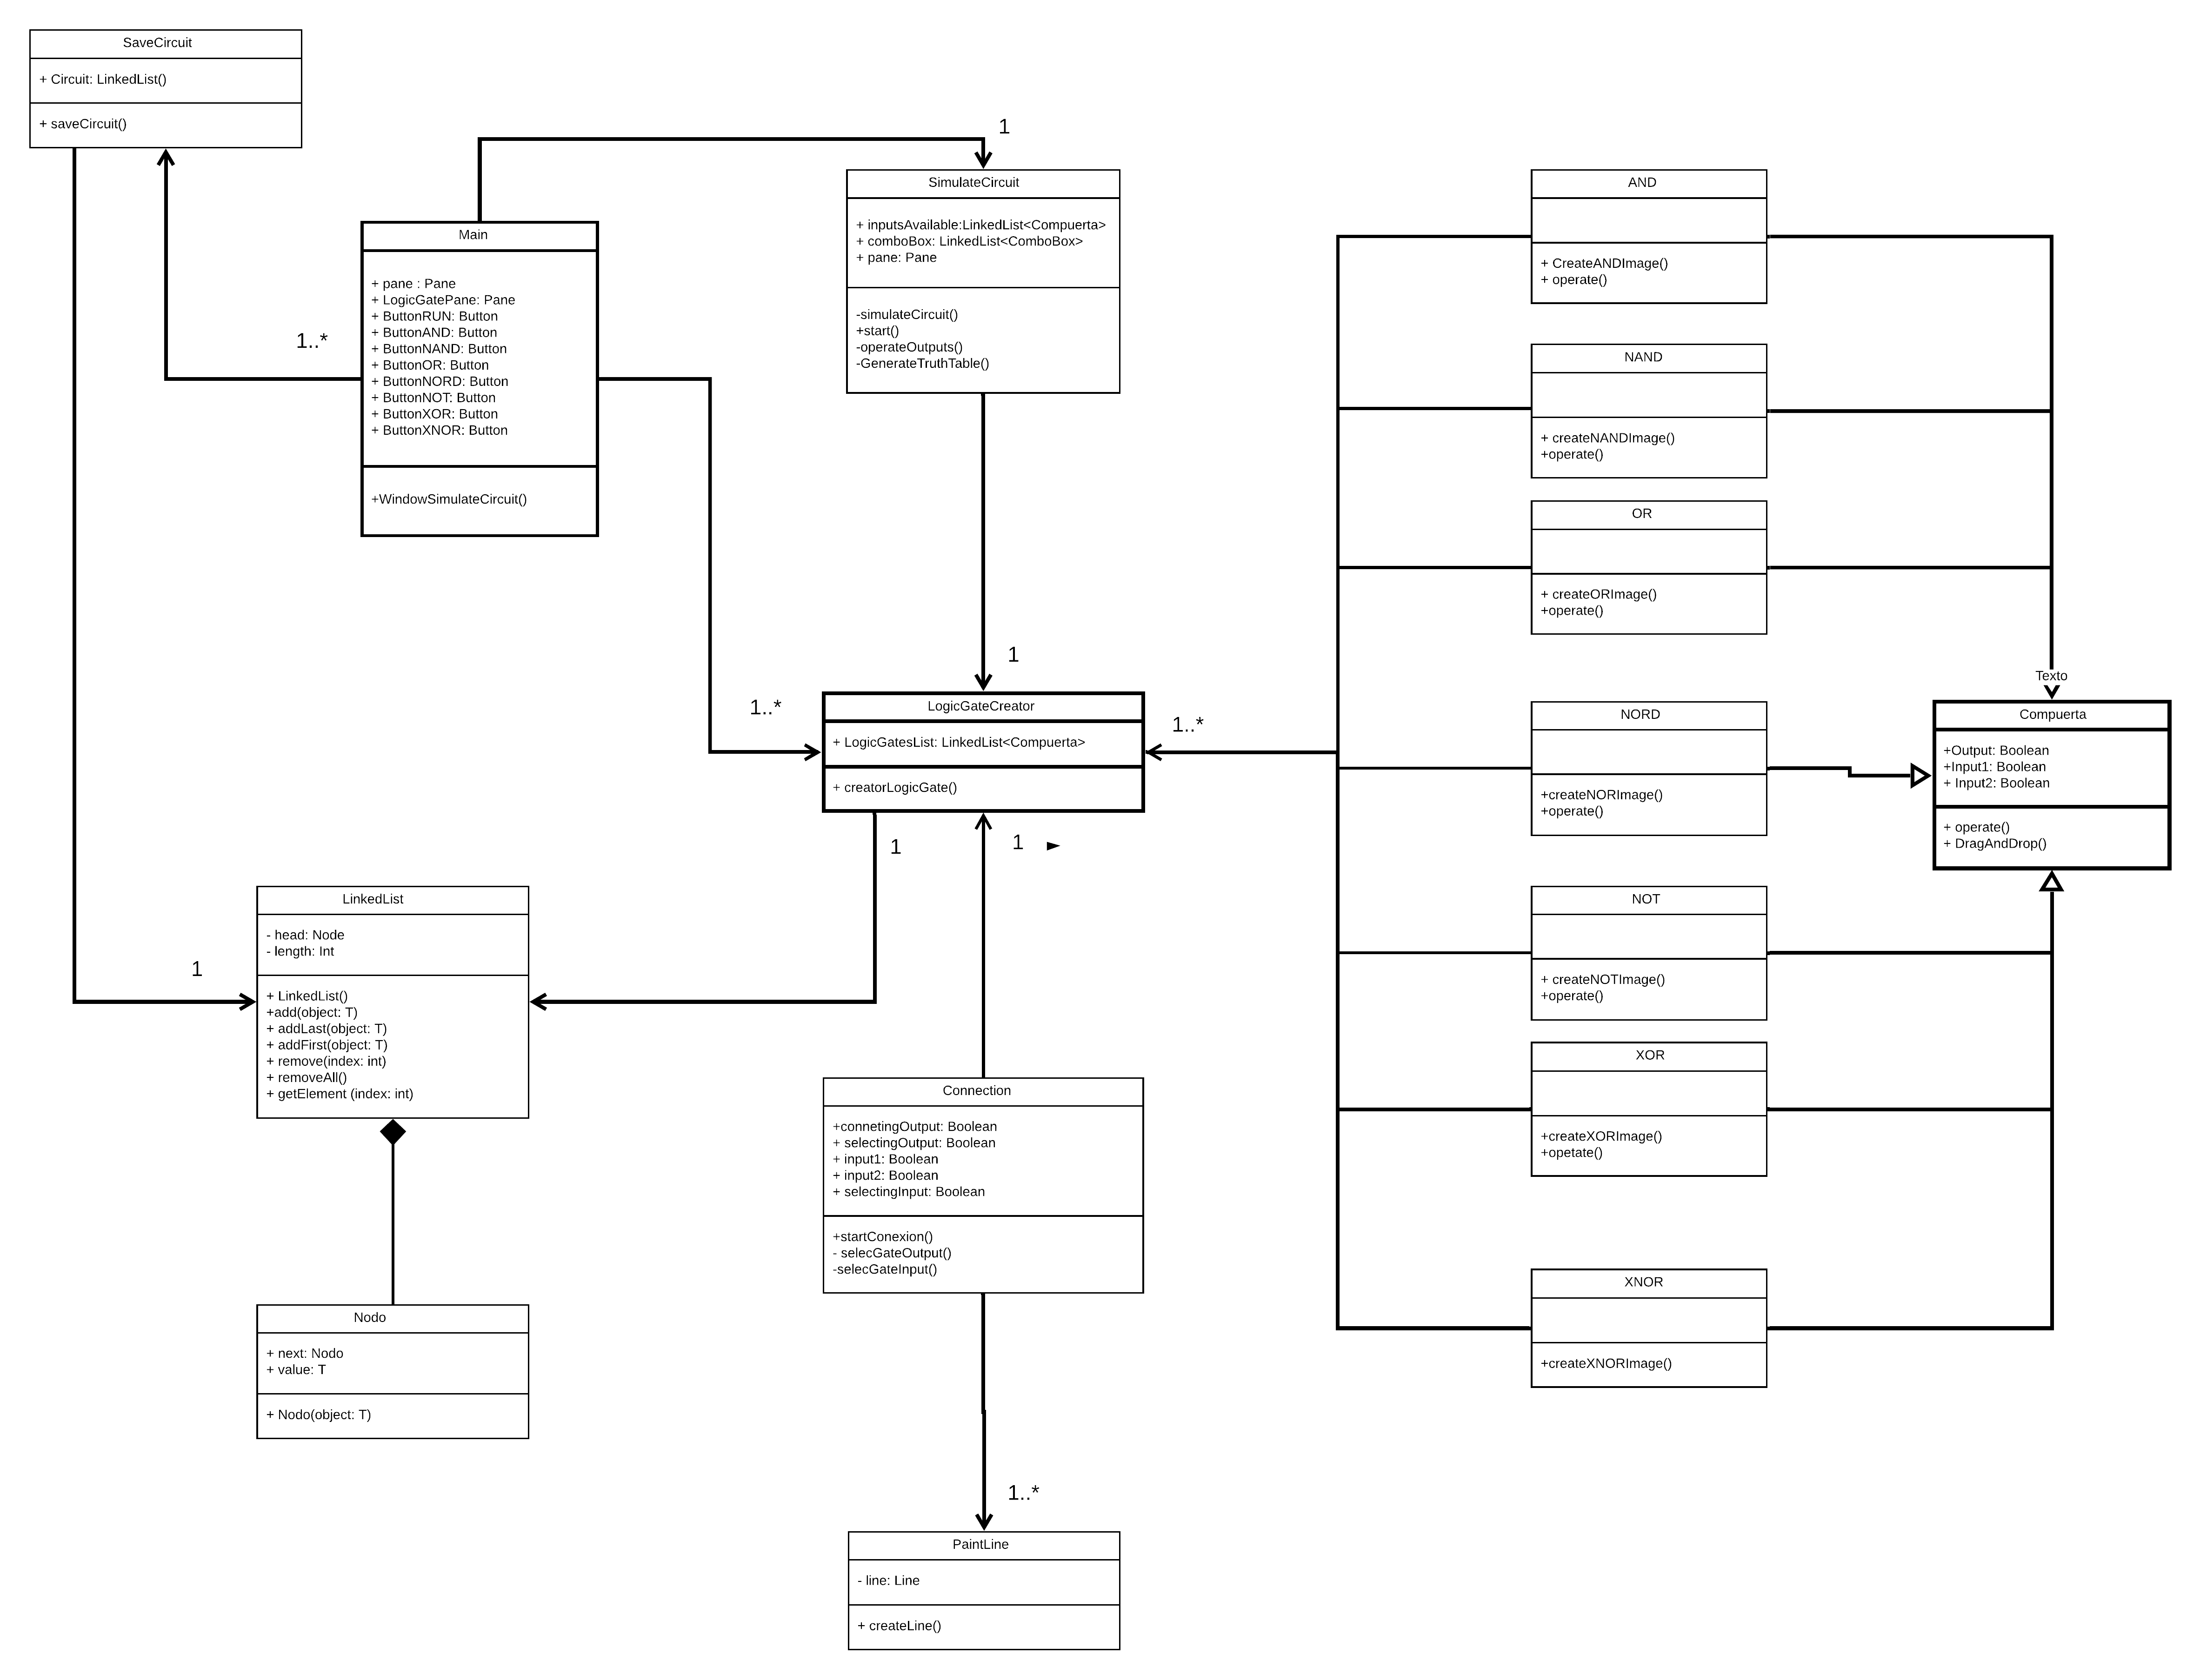 SaveCircuit
+ Circuit: LinkedList()
+ saveCircuit()
1
SimulateCircuit
+ inputsAvailable:LinkedList<Compuerta>
+ comboBox: LinkedList<ComboBox>
+ pane: Pane
-simulateCircuit()
+start()
-operateOutputs()
-GenerateTruthTable()
Main
+ pane : Pane
+ LogicGatePane: Pane
+ ButtonRUN: Button
+ ButtonAND: Button
+ ButtonNAND: Button
+ ButtonOR: Button
+ ButtonNORD: Button
+ ButtonNOT: Button
+ ButtonXOR: Button
+ ButtonXNOR: Button
+WindowSimulateCircuit()
1..*
1
1..*
LogicGateCreator
+ LogicGatesList: LinkedList<Compuerta>
+ creatorLogicGate()
1..*
1
1
LinkedList
- head: Node
- length: Int
+ LinkedList()
+add(object: T)
+ addLast(object: T)
+ addFirst(object: T)
+ remove(index: int)
+ removeAll()
+ getElement (index: int)
1
Nodo
+ next: Nodo
+ value: T
+ Nodo(object: T)
Connection
+connetingOutput: Boolean
+ selectingOutput: Boolean
+ input1: Boolean
+ input2: Boolean
+ selectingInput: Boolean
+startConexion()
- selecGateOutput()
-selecGateInput()
1..*
PaintLine
- line: Line
+ createLine()
AND
+ CreateANDImage()
+ operate()
NAND
+ createNANDImage()
+operate()
OR
+ createORImage()
+operate()
NORD
+createNORImage()
+operate()
NOT
+ createNOTImage()
+operate()
XOR
+createXORImage()
+opetate()
XNOR
+createXNORImage()
Texto
Compuerta
+Output: Boolean
+Input1: Boolean
+ Input2: Boolean
+ operate()
+ DragAndDrop()